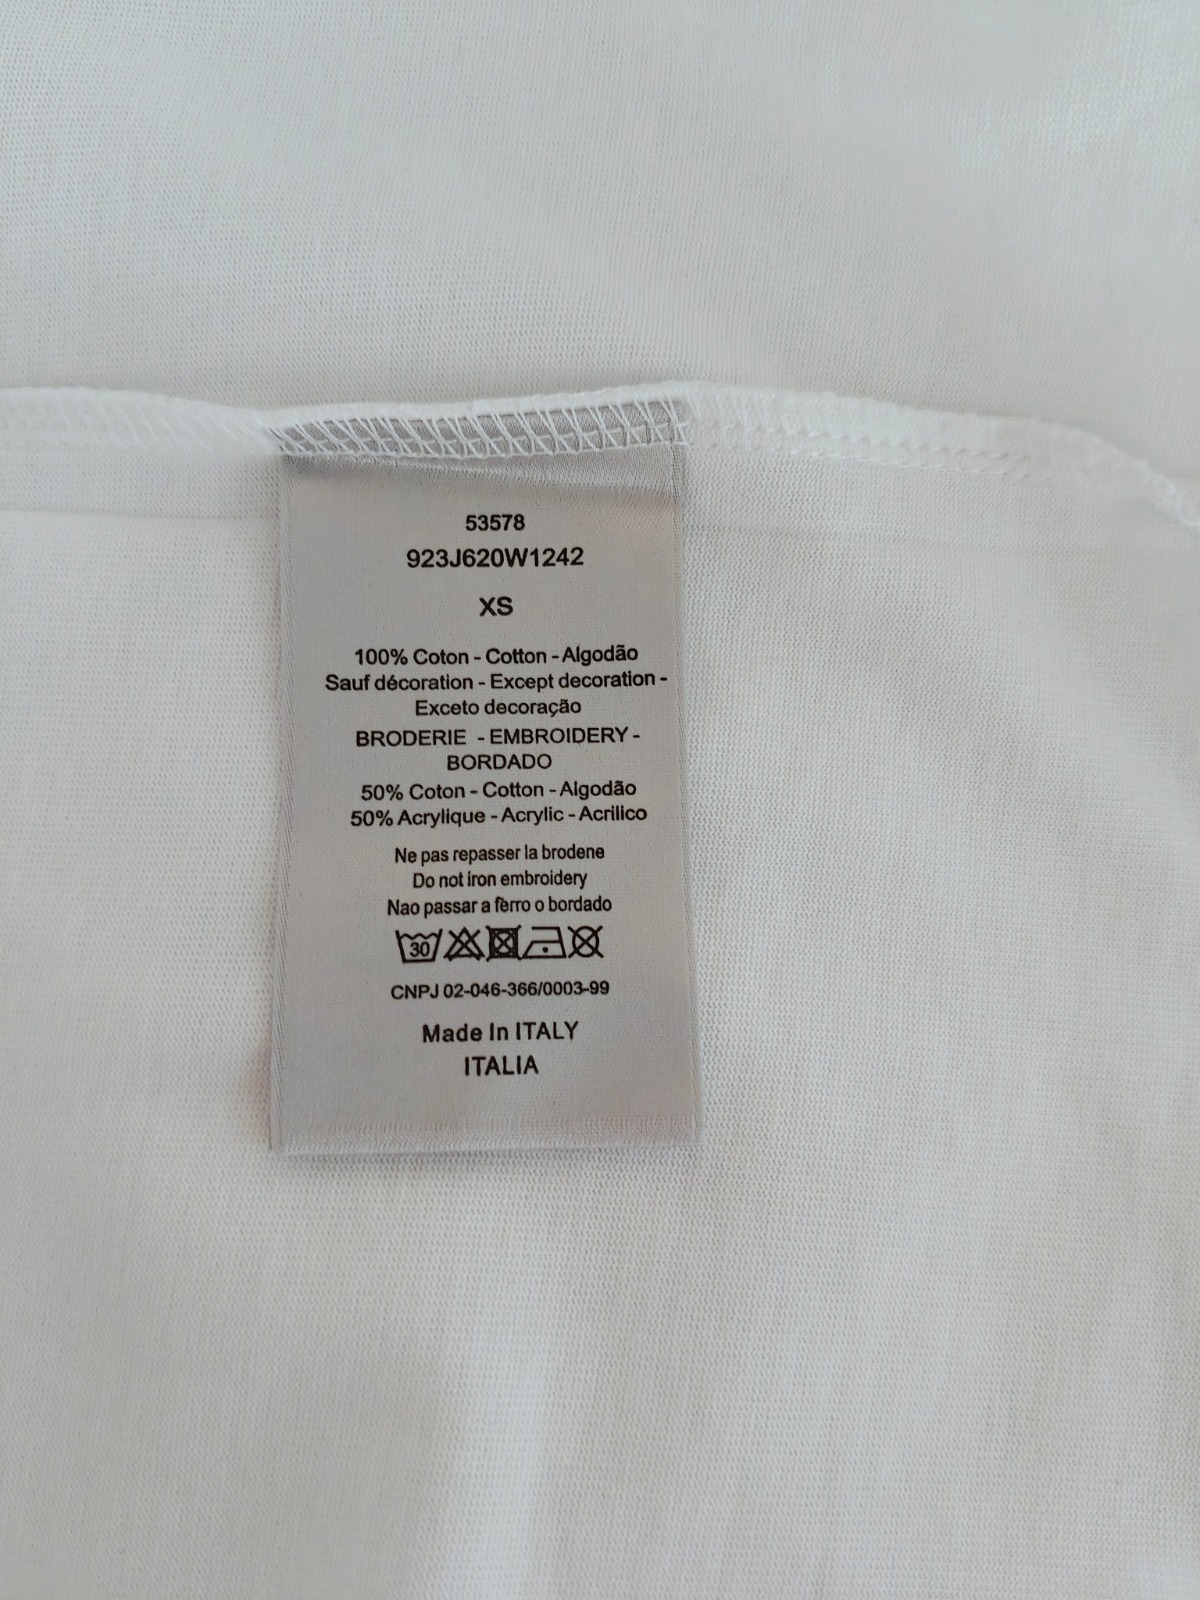 53578
923J620W1242
XS
100% Coton - Cotton - Algodão
Sauf décoration - Except decoration -
Exceto decoração
BRODERIE - EMBROIDERY -
BORDADO
50% Coton - Cotton - Algodão
50% Acrylique - Acrylic - Acrilico
Ne pas repasser la brodene
Do not iron embroidery
Nao passar a fèrro o bordado
30
CNPJ 02-046-366/0003-99
Made In ITALY
ITALIA